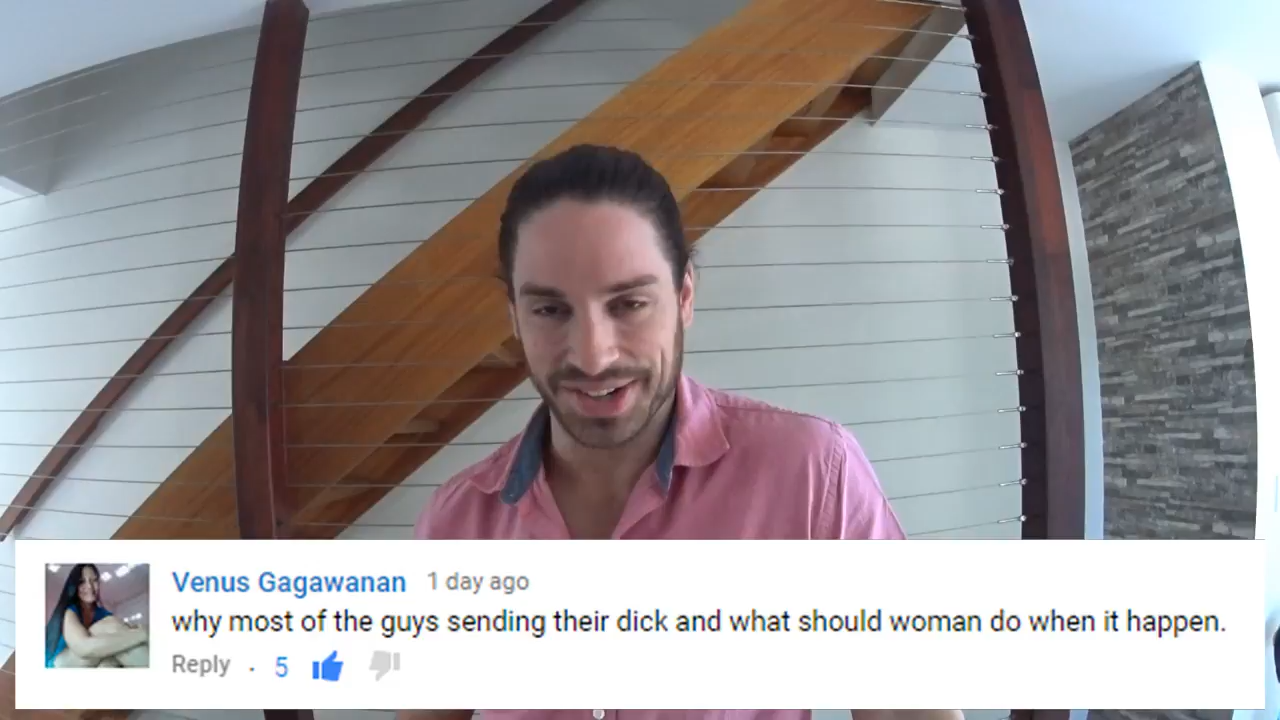 Venus Gagawanan 1 day ago
why most of the guys sending their dick and what should woman do when it happen.
Reply . 5